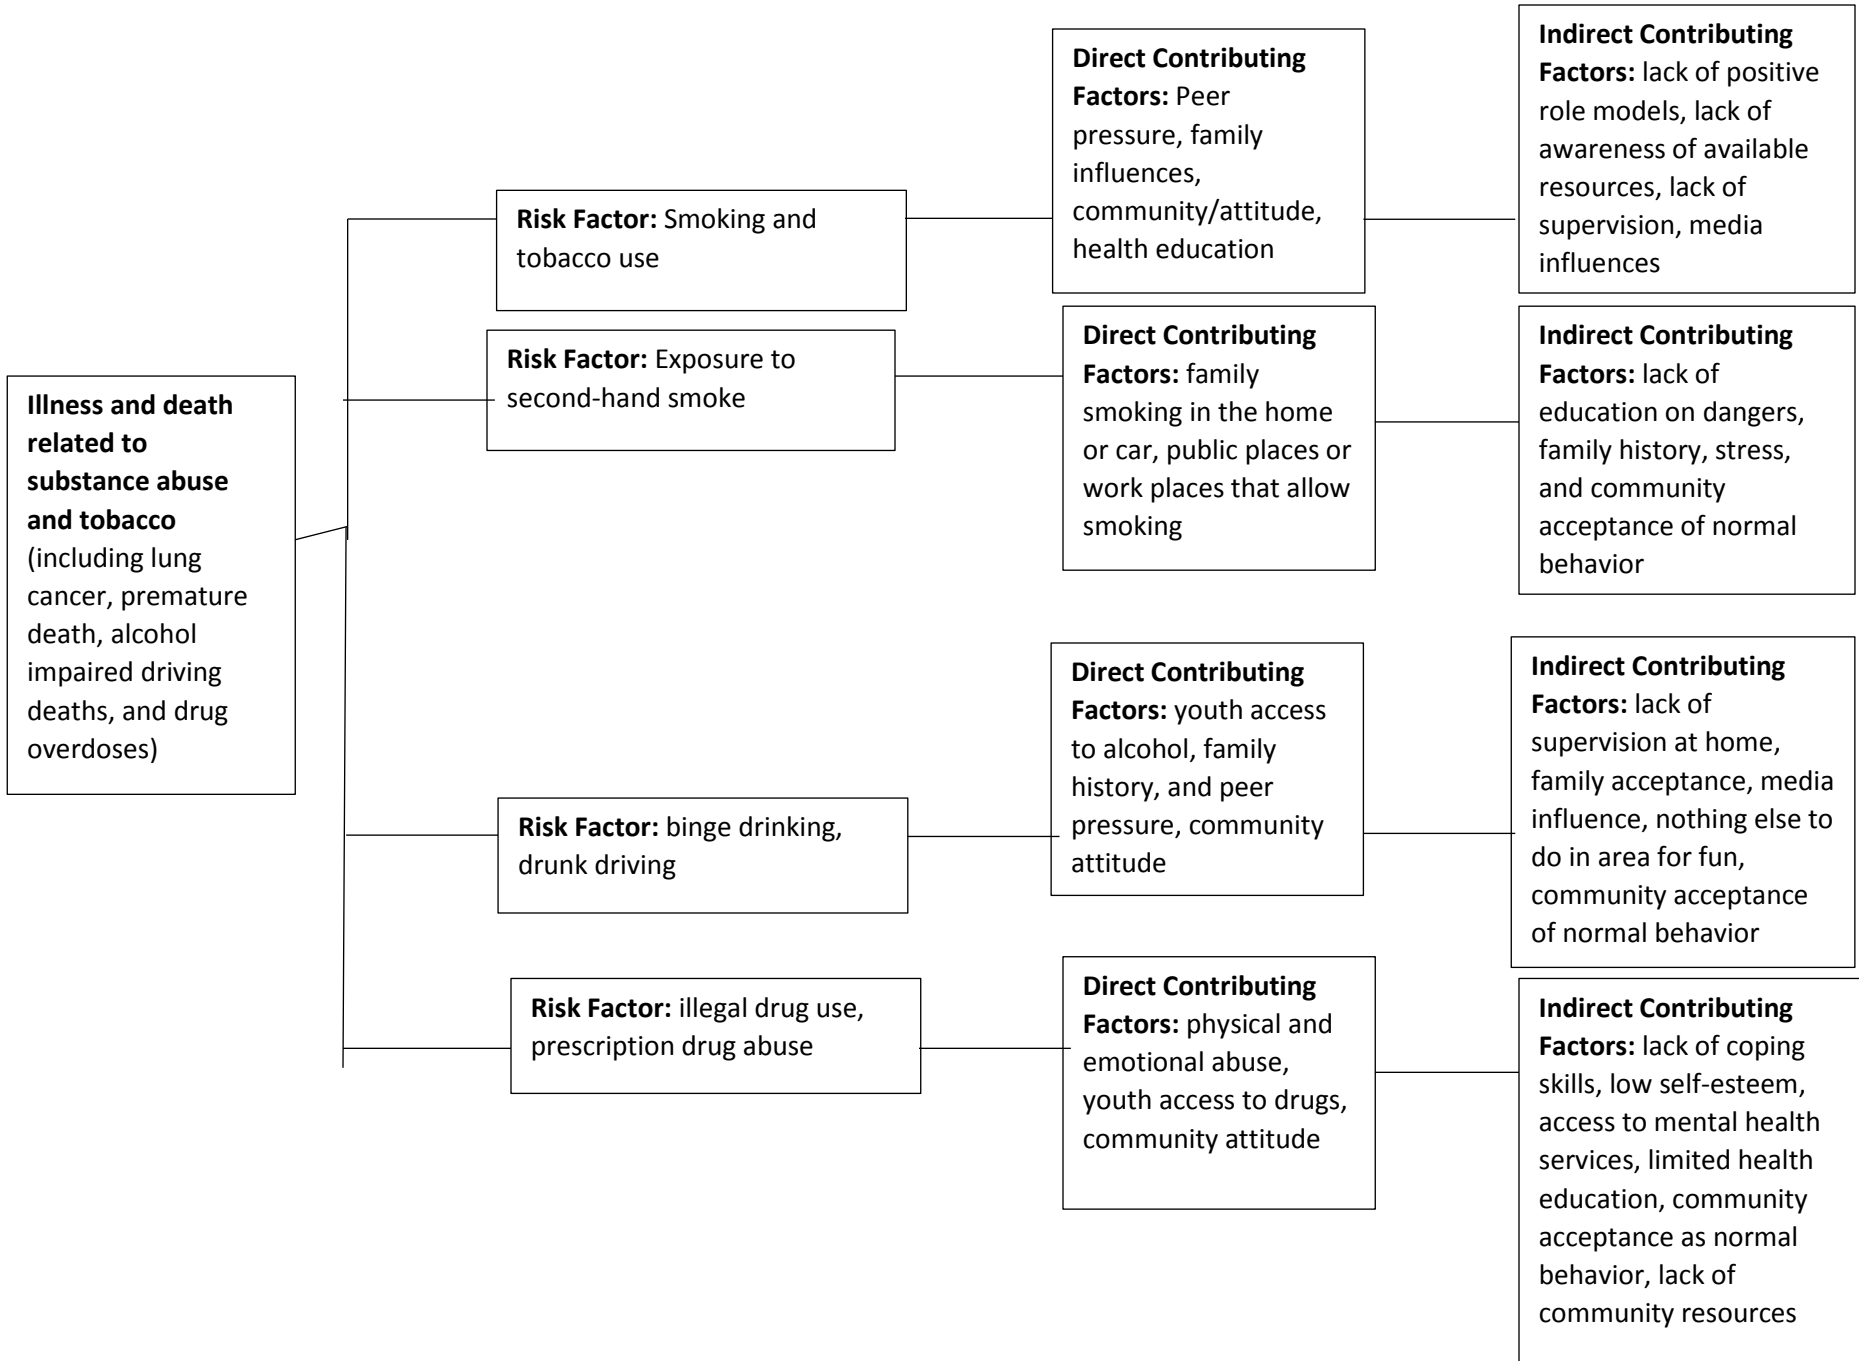 Illness and death
related to
substance abuse
and tobacco
(including lung
cancer, premature
death, alcohol
impaired driving
deaths, and drug
overdoses)
Risk Factor: Smoking and
tobacco use
Direct Contributing
Factors: Peer
pressure, family
influences,
community/attitude,
health education
Indirect Contributing
Factors: lack of positive
role models, lack of
awareness of available
resources, lack of
supervision, media
influences
Risk Factor: Exposure to
second-hand smoke
Direct Contributing
Factors: family
smoking in the home
or car, public places or
work places that allow
smoking
Indirect Contributing
Factors: lack of
education on dangers,
family history, stress,
and community
acceptance of normal
behavior
Risk Factor: binge drinking,
drunk driving
Direct Contributing
Factors: youth access
to alcohol, family
history, and peer
pressure, community
attitude
Indirect Contributing
Factors: lack of
supervision at home,
family acceptance, media
influence, nothing else to
do in area for fun,
community acceptance
of normal behavior
Risk Factor: illegal drug use,
prescription drug abuse
Direct Contributing
Factors: physical and
emotional abuse,
youth access to drugs,
community attitude
Indirect Contributing
Factors: lack of coping
skills, low self-esteem,
access to mental health
services, limited health
education, community
acceptance as normal
behavior, lack of
community resources